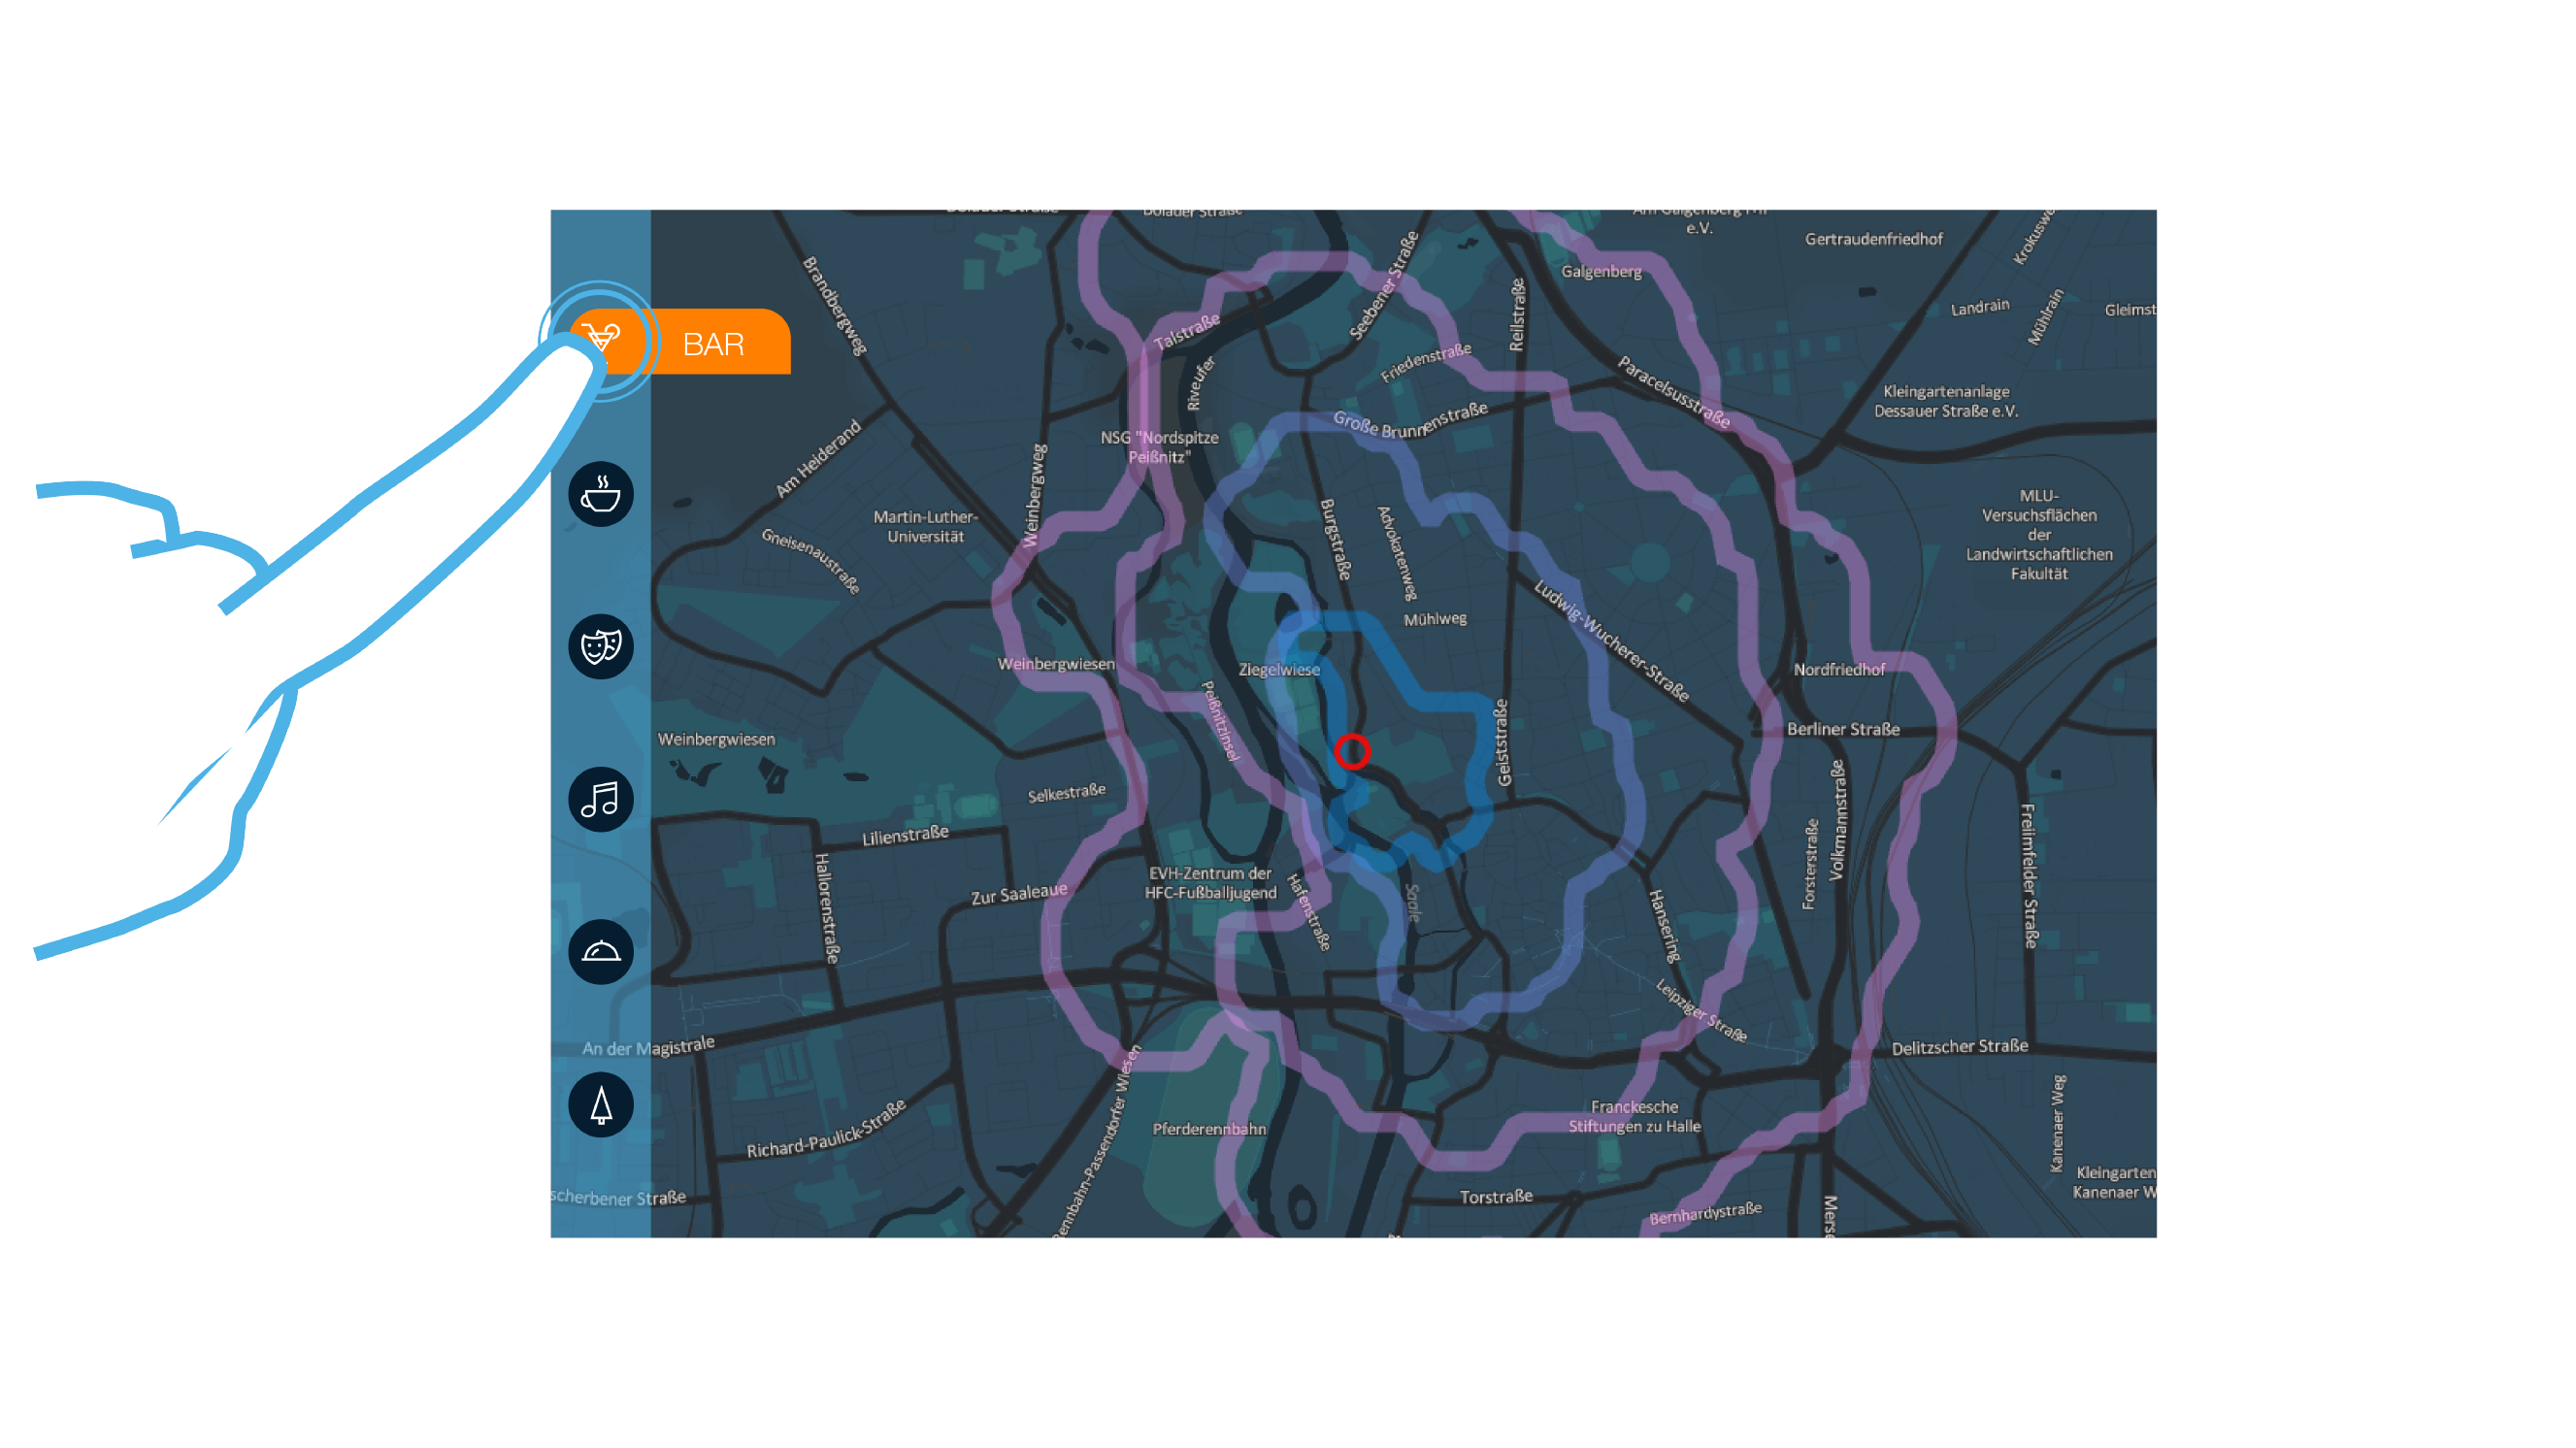 Dölauer Straße
e.V.
Gertraudenfriedhof
Krokuswe
Galgenberg
Brandbergweg
Seebener Straße
Reilstraße
Landrain
Mühlrain
Gleimst
Talstraße
BAR
Riveufer
Friedenstraße
Paracelsusstraße
Kleingartenanlage
Dessauer Straße e.V.
Große Brunnenstraße
NSG "Nordspitze
Peißnitz"
Am Heiderand
Weinbergweg
MLU-
Versuchsflächen
der
Landwirtschaftlichen
Fakultät
Martin-Luther-
Universität
Gneisenaustraße
Burgstraße
Advokatenweg
Mühlweg
Ludwig-Wucherer-Straße
Weinbergwiesen
Ziegelwiese
Nordfriedhof
Peißnitzinsel
Geiststraße
Weinbergwiesen
Berliner Straße
Selkestraße
Volkmannstraße
Lilienstraße
Forsterstraße
Freiimfelder Straße
Hallorenstraße
EVH-Zentrum der
HFC-Fußballjugend
Zur Saaleaue
Hafenstraße
Saale
Hansering
Leipziger Straße
An der Magistrale
Delitzscher Straße
Rennbahn-Passendorfer Wiesen
Richard-Paulick-Straße
Pferderennbahn
Franckesche
Stiftungen zu Halle
Kanenaer Weg
Kleingarten
Kanenaer W
scherbener Straße
Torstraße
Bernhardystraße
Merse